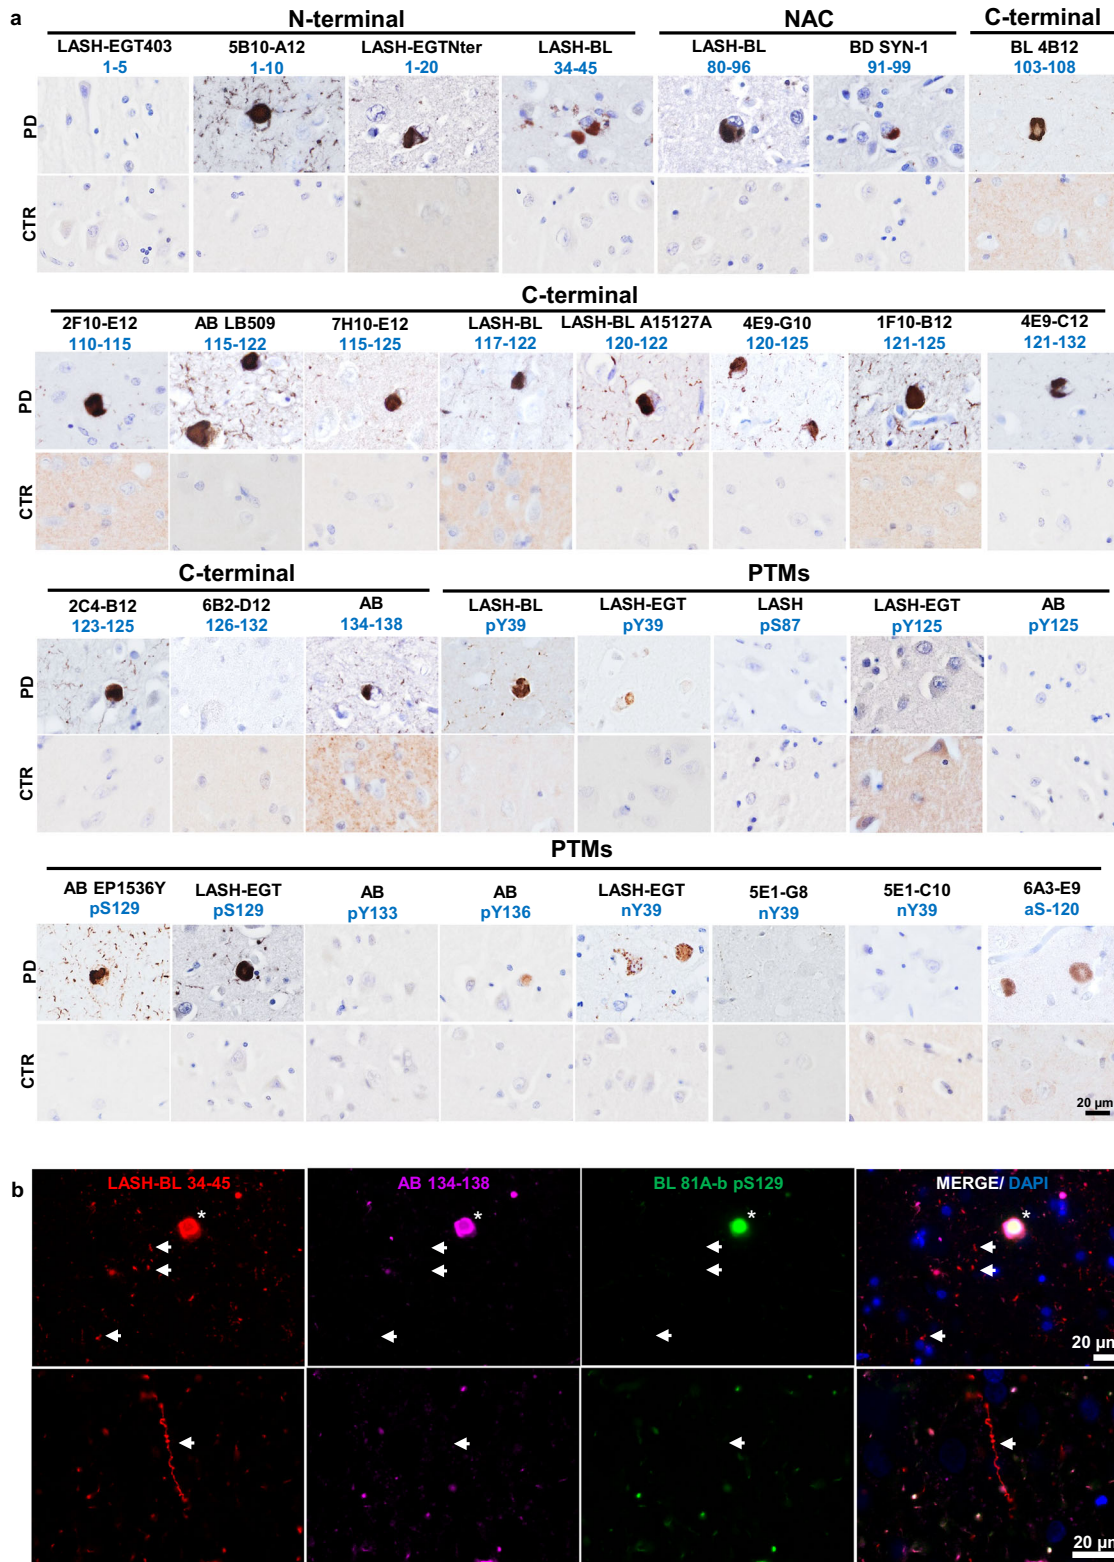 a
N-terminal NAC C-terminal
LASH-EGT403 5B10-A12 LASH-EGTNter LASH-BL LASH-BL BD SYN-1 BL 4B12
1-5 1-10 1-20 34-45 80-96 91-99 103-108
PD
CTR
C-terminal
2F10-E12 AB LB509 7H10-E12 LASH-BL LASH-BL A15127A 4E9-G10 1F10-B12 4E9-C12
110-115 115-122 115-125 117-122 120-122 120-125 121-125 121-132
PD
CTR
C-terminal PTMs
2C4-B12 6B2-D12 AB LASH-BL LASH-EGT LASH LASH-EGT AB
123-125 126-132 134-138 pY39 pY39 pS87 pY125 pY125
PD
CTR
PTMs
AB EP1536Y LASH-EGT AB AB LASH-EGT 5E1-G8 5E1-C10 6A3-E9
pS129 pS129 pY133 pY136 nY39 nY39 nY39 aS-120
PD
CTR
20 µm
b
LASH-BL 34-45 AB 134-138 BL 81A-b pS129 MERGE/ DAPI
* * * *
20 µm
20 µm